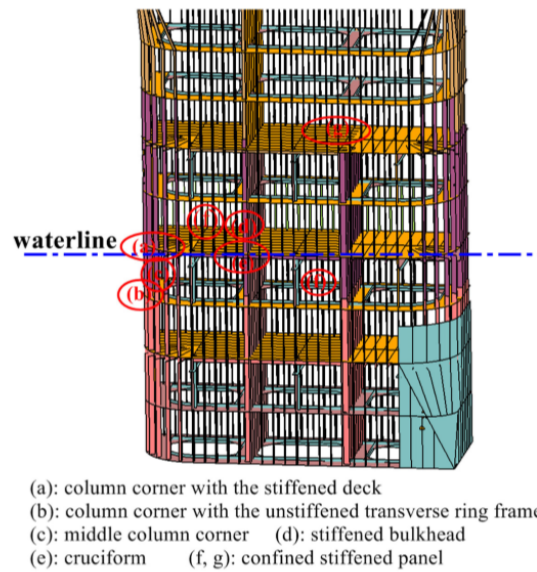 (g)
(f) (d)
waterline
(a)
(e)
(c)
(f)
(b)
(a): column corner with the stiffened deck
(b): column corner with the unstiffened transverse ring frame
(c): middle column corner (d): stiffened bulkhead
(e): cruciform (f, g): confined stiffened panel